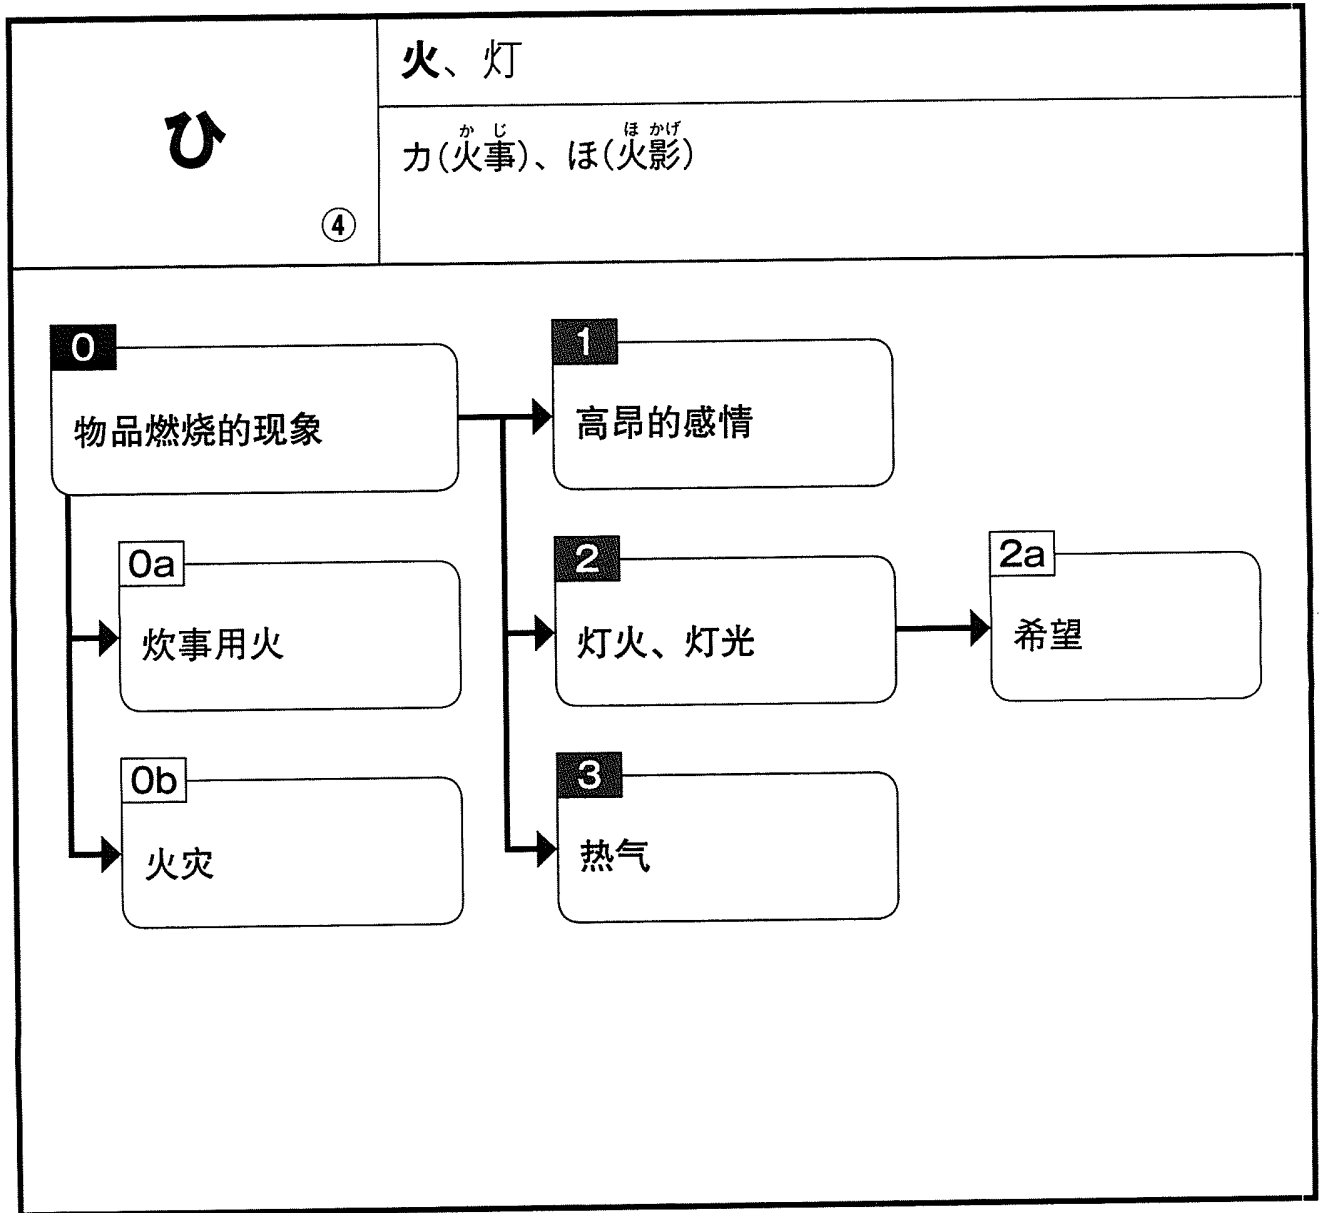 ひ
④
火、灯
カ(火事)、ほ(火影)
か じ
ほ かげ
0
物品燃烧的现象
1
高昂的感情
0a
炊事用火
2
灯火、灯光
2a
希望
0b
火灾
3
热气